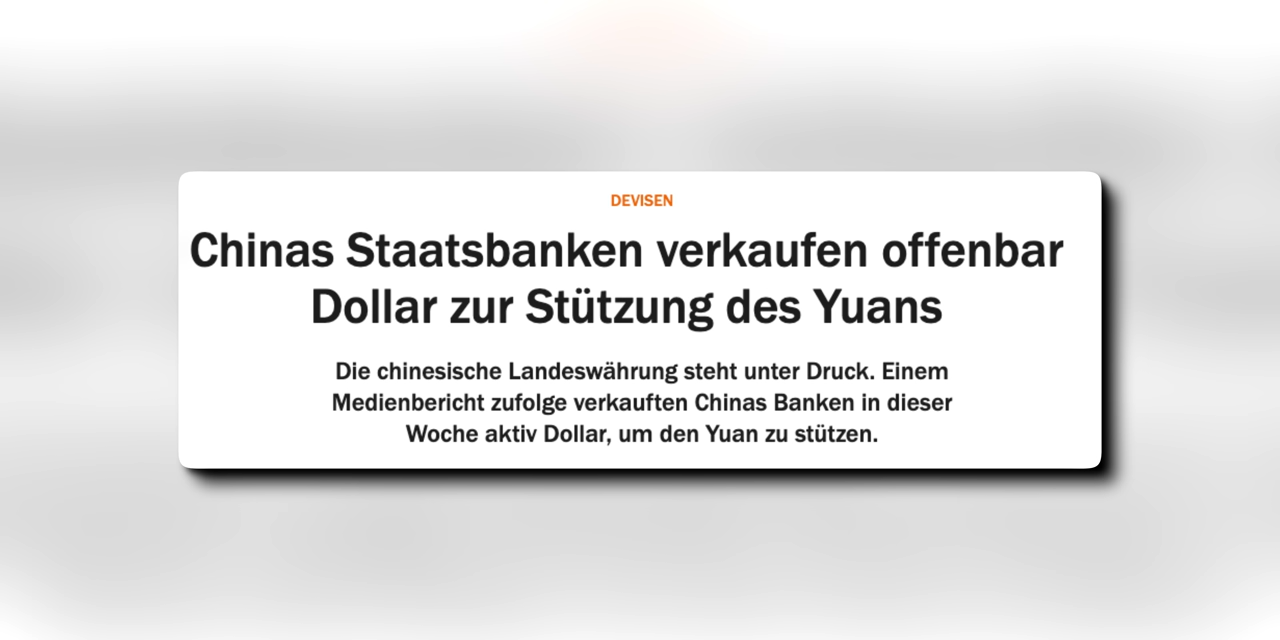 DEVISEN
Chinas Staatsbanken verkaufen offenbar
Dollar zur Stützung des Yuans
Die chinesische Landeswährung steht unter Druck. Einem
Medienbericht zufolge verkauften Chinas Banken in dieser
Woche aktiv Dollar, um den Yuan zu stützen.